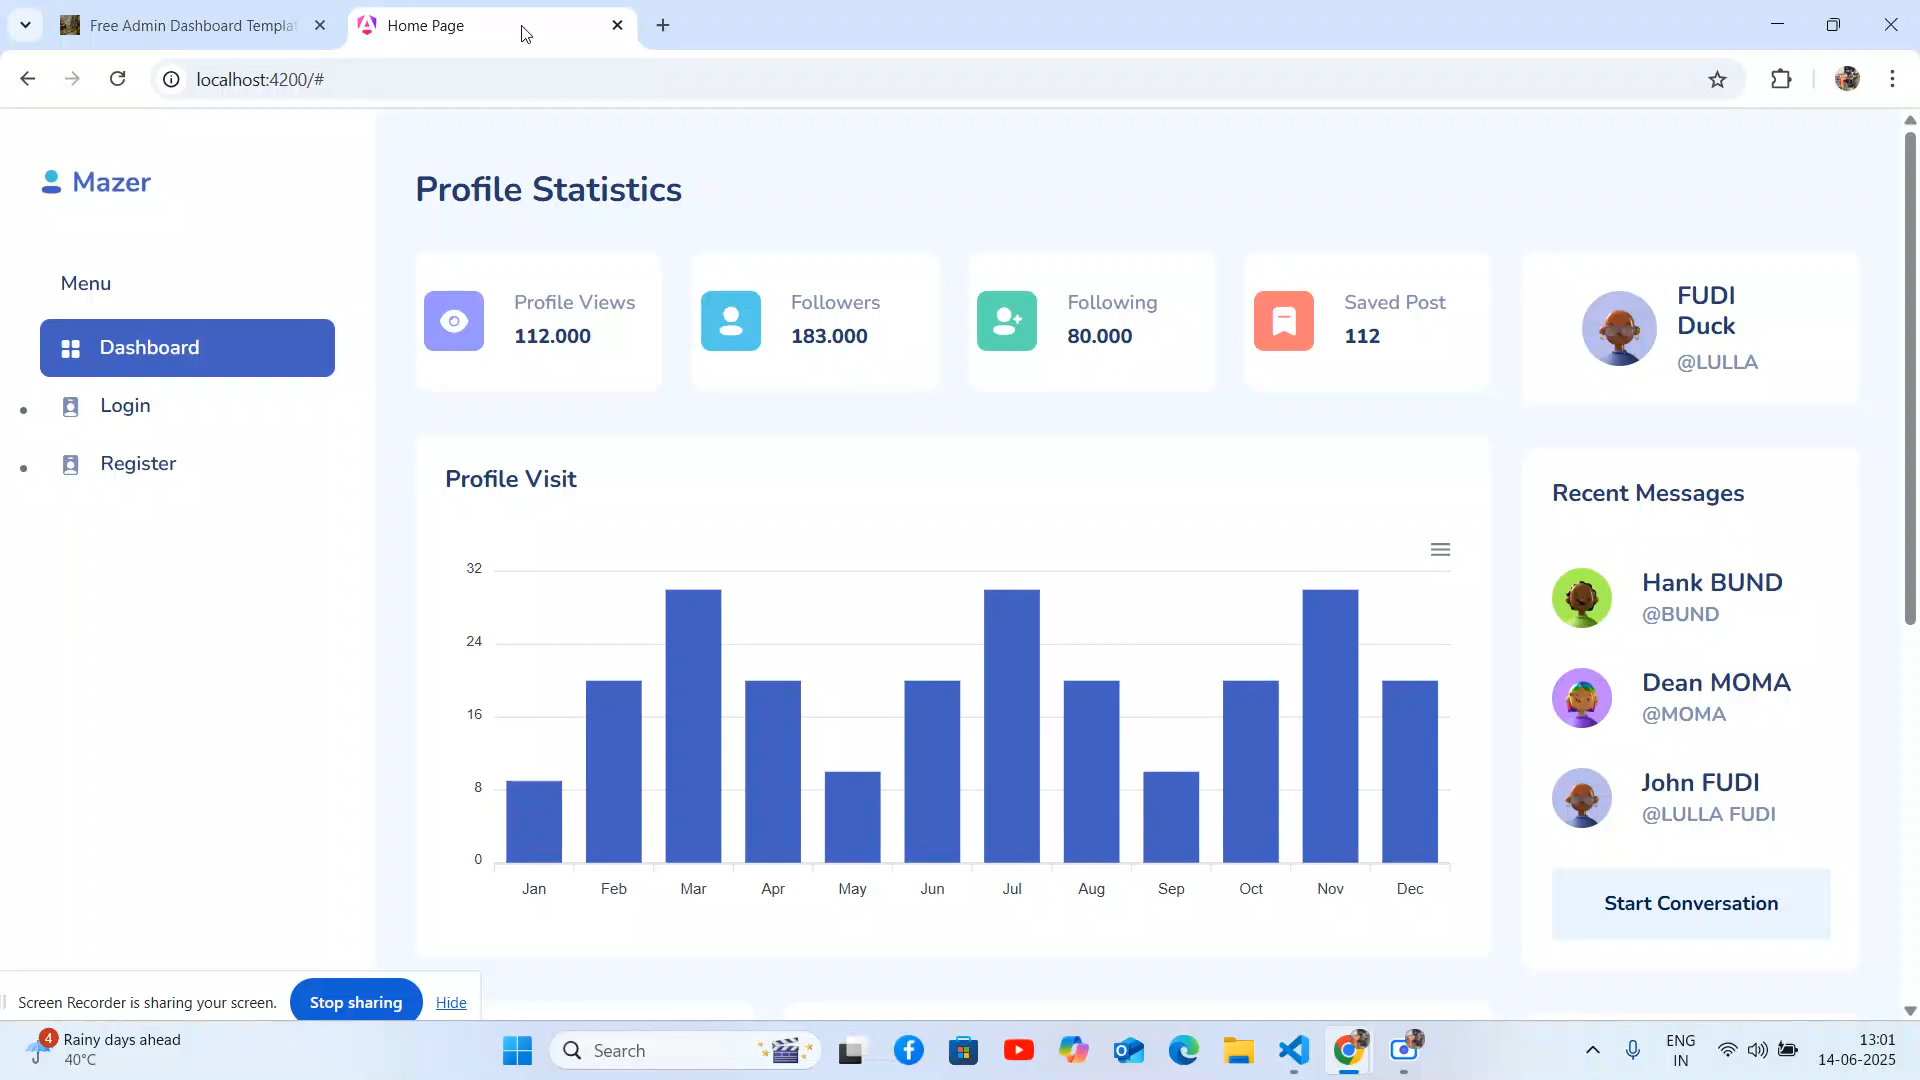 Free Admin Dashboard Templat
Home Page
localhost:4200/#
Mazer
Menu
Dashboard
Login
Register
Profile Statistics
Profile Views
112.000
Followers
183.000
Following
80.000
Saved Post
112
FUDI
Duck
@LULLA
Profile Visit
32
24
16
8
0
Jan Feb Mar Apr May Jun Jul Aug Sep Oct Nov Dec
Recent Messages
Hank BUND
@BUND
Dean MOMA
@MOMA
John FUDI
@LULLA FUDI
Start Conversation
Screen Recorder is sharing your screen.
Stop sharing
Hide
4
Rainy days ahead
40°C
Search
ENG
IN
13:01
14-06-2025